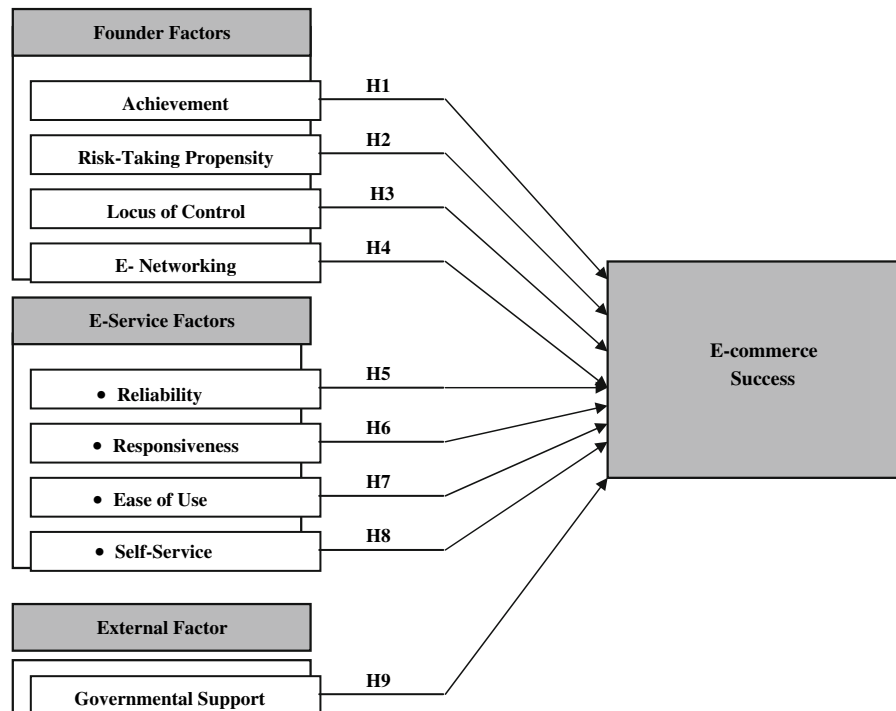 Founder Factors
Achievement
H1
Risk-Taking Propensity
H2
Locus of Control
H3
E- Networking
H4
E-Service Factors
• Reliability
H5
• Responsiveness
H6
• Ease of Use
H7
• Self-Service
H8
External Factor
Governmental Support
H9
E-commerce
Success